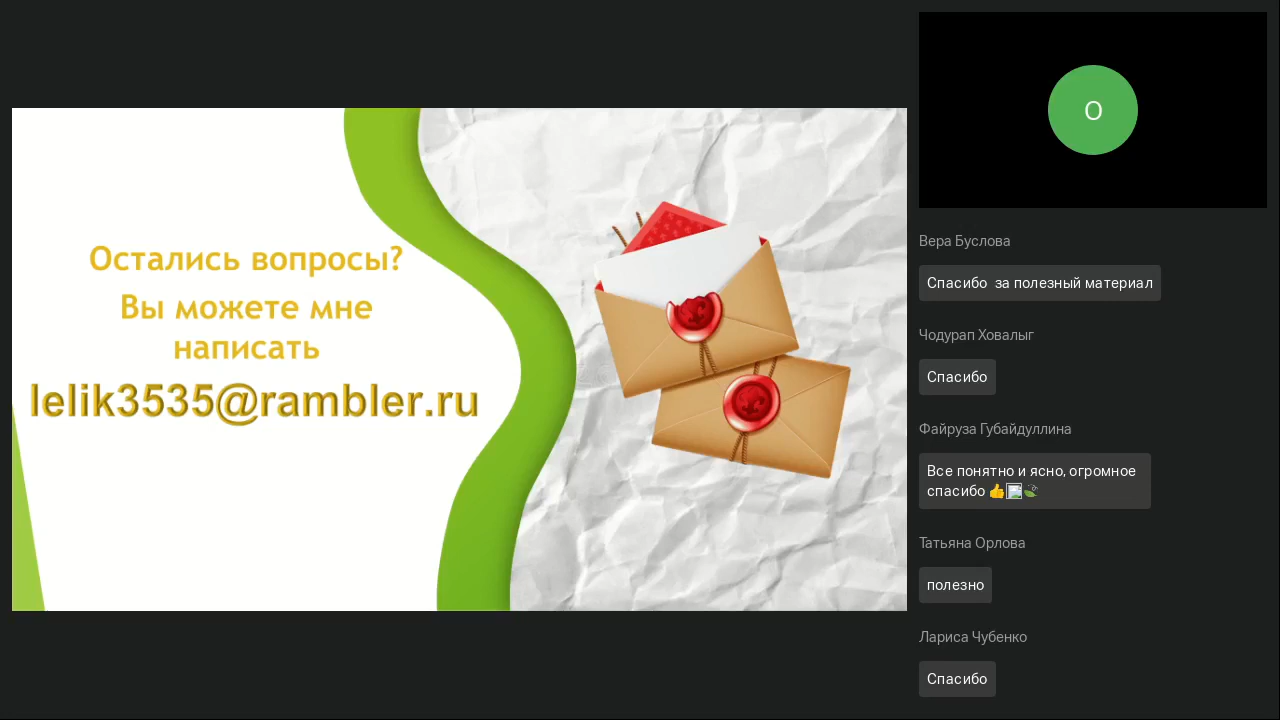 Остались вопросы?
Вы можете мне
написать
lelik3535@rambler.ru
О
Вера Буслова
Спасибо за полезный материал
Чодурап Ховалыг
Спасибо
Файруза Губайдуллина
Все понятно и ясно, огромное
спасибо 👍🍃
Татьяна Орлова
полезно
Лариса Чубенко
Спасибо